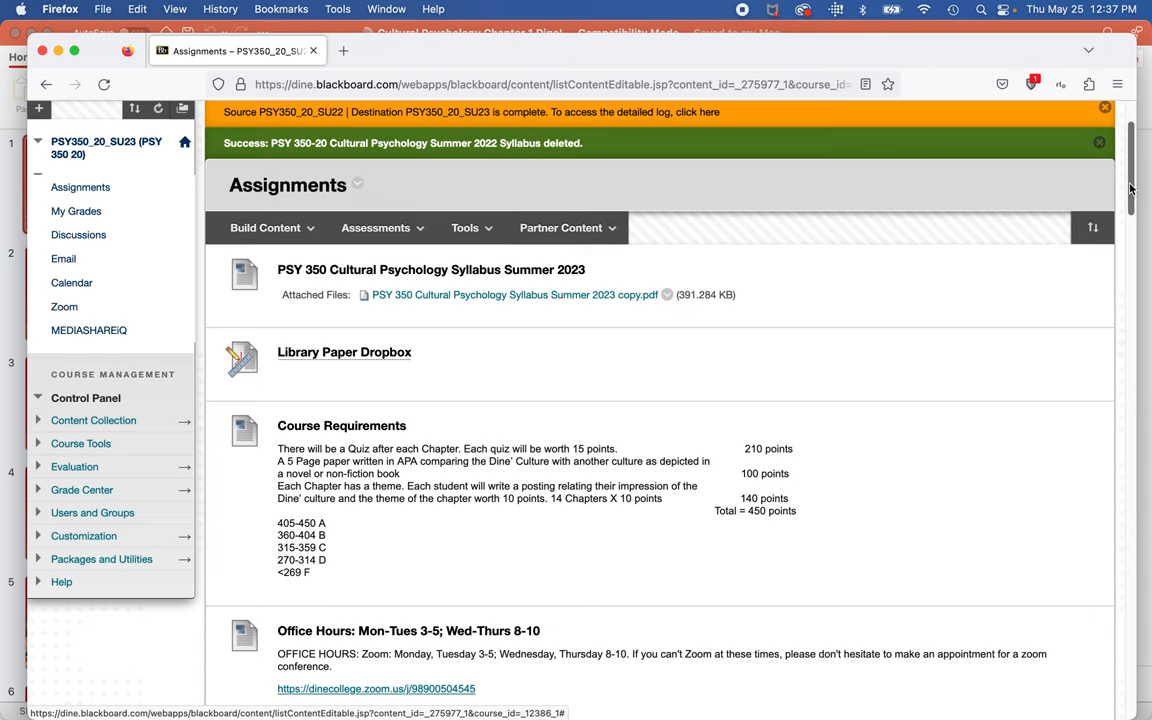 Firefox File Edit View History Bookmarks Tools Window Help Thu May 25 12:37 PM
Assignments – PSY350_20_SU2
https://dine.blackboard.com/webapps/blackboard/content/listContentEditable.jsp?content_id=_275977_1&course_id=
1
Source PSY350_20_SU22 | Destination PSY350_20_SU23 is complete. To access the detailed log, click here
PSY350_20_SU23 (PSY
350 20)
Success: PSY 350-20 Cultural Psychology Summer 2022 Syllabus deleted.
Assignments
My Grades
Discussions
Email
Calendar
Zoom
MEDIASHAREiQ
COURSE MANAGEMENT
Control Panel
Content Collection
Course Tools
Evaluation
Grade Center
Users and Groups
Customization
Packages and Utilities
Help
Assignments
Build Content Assessments Tools Partner Content
PSY 350 Cultural Psychology Syllabus Summer 2023
Attached Files: PSY 350 Cultural Psychology Syllabus Summer 2023 copy.pdf (391.284 KB)
Library Paper Dropbox
Course Requirements
There will be a Quiz after each Chapter. Each quiz will be worth 15 points. 210 points
A 5 Page paper written in APA comparing the Dine' Culture with another culture as depicted in
a novel or non-fiction book 100 points
Each Chapter has a theme. Each student will write a posting relating their impression of the
Dine' culture and the theme of the chapter worth 10 points. 14 Chapters X 10 points 140 points
Total = 450 points
405-450 A
360-404 B
315-359 C
270-314 D
<269 F
Office Hours: Mon-Tues 3-5; Wed-Thurs 8-10
OFFICE HOURS: Zoom: Monday, Tuesday 3-5; Wednesday, Thursday 8-10. If you can't Zoom at these times, please don't hesitate to make an appointment for a zoom
conference.
https://dinecollege.zoom.us/j/98900504545
https://dine.blackboard.com/webapps/blackboard/content/listContentEditable.jsp?content_id=_275977_1&course_id=_12386_1#
1
2
3
4
5
6